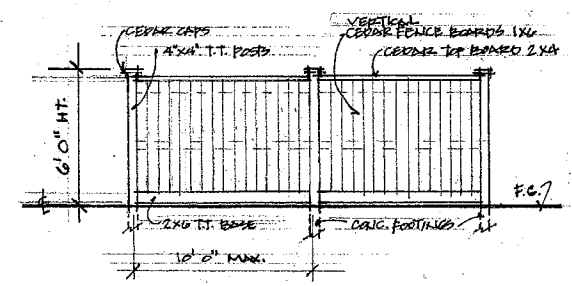 CEDAR CAPS
4"x4" T.T. POSTS
VERTICAL
CEDAR FENCE BOARDS 1X6
CEDAR TOP BOARD 2X4
6'0" HT.
F.G.
2X6 T.T. BASE
CONC. FOOTINGS
10'0" MAX.